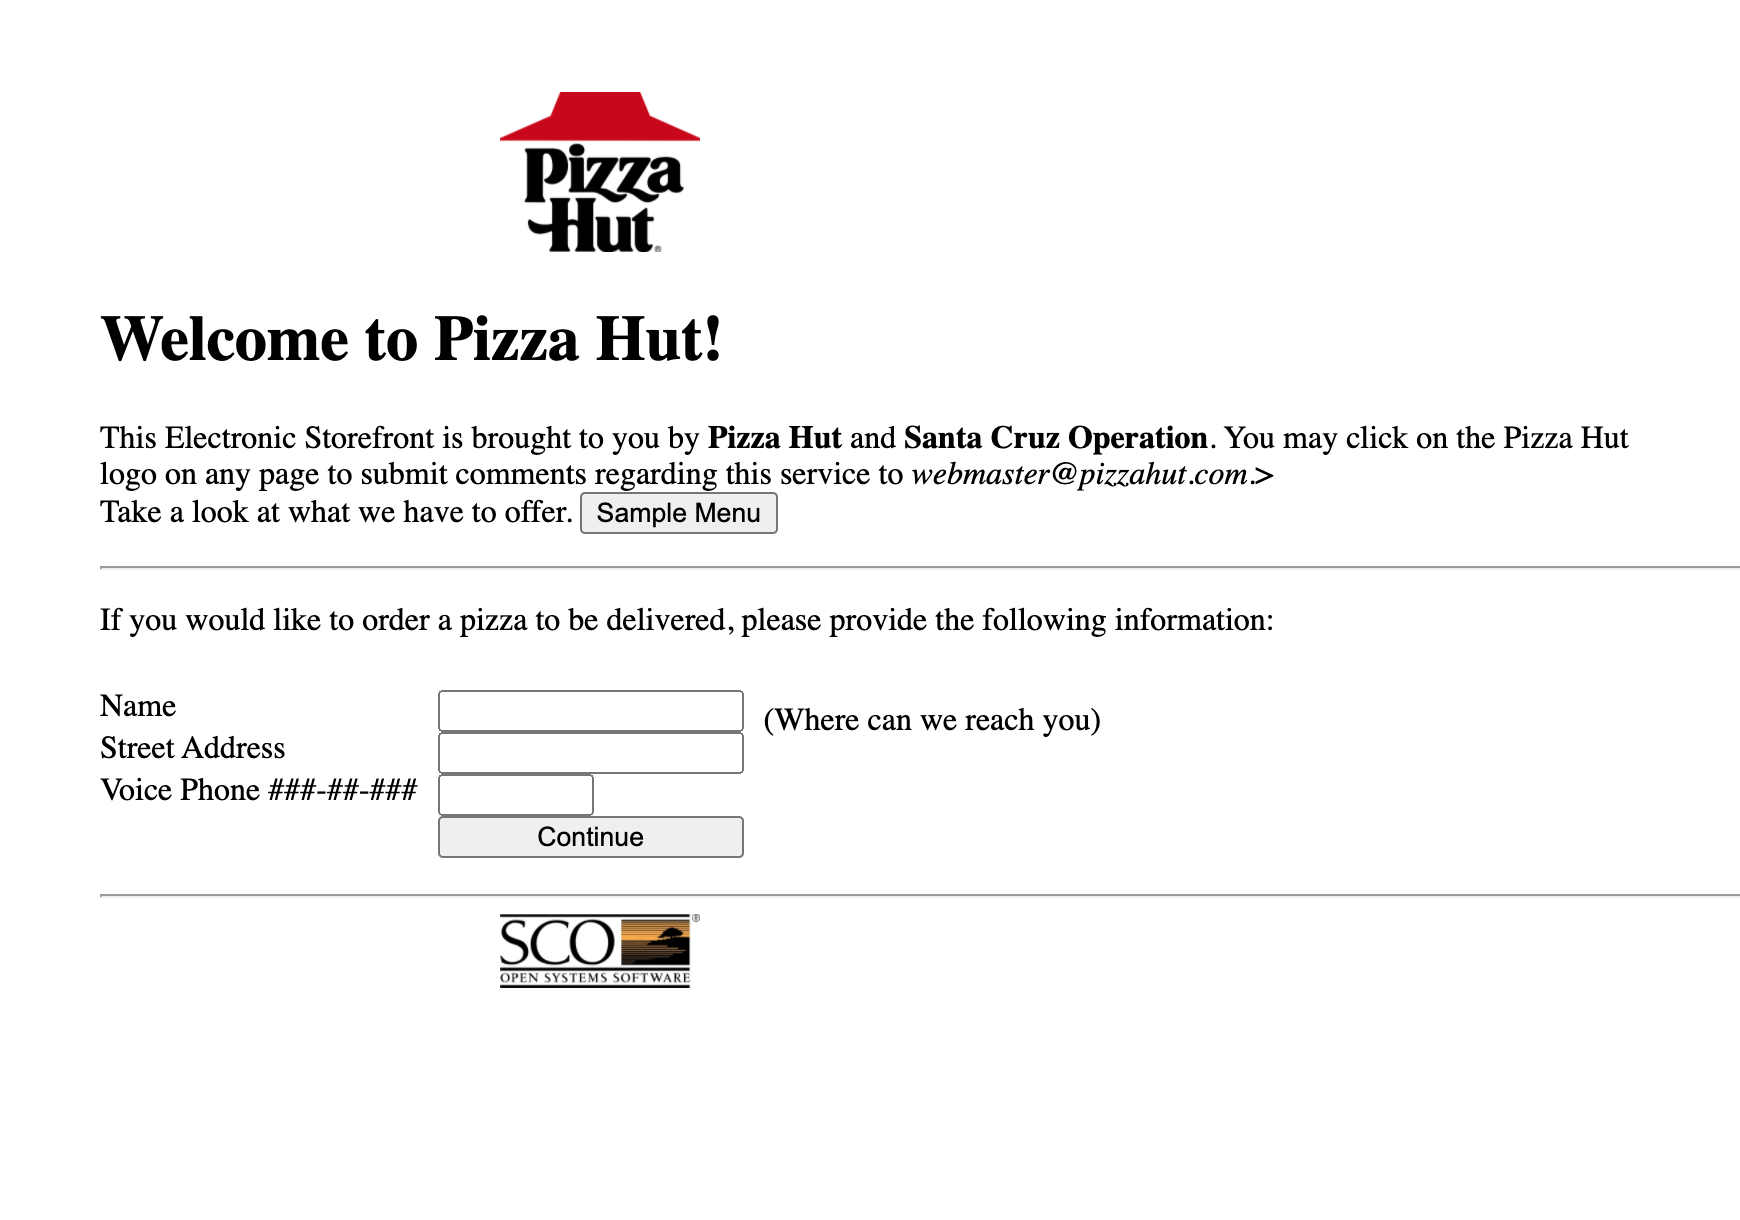 Pizza
Hut®
Welcome to Pizza Hut!
This Electronic Storefront is brought to you by Pizza Hut and Santa Cruz Operation. You may click on the Pizza Hut
logo on any page to submit comments regarding this service to webmaster@pizzahut.com.>
Take a look at what we have to offer. Sample Menu
If you would like to order a pizza to be delivered, please provide the following information:
Name
(Where can we reach you)
Street Address
Voice Phone ###-##-###
Continue
SCO ®
OPEN SYSTEMS SOFTWARE